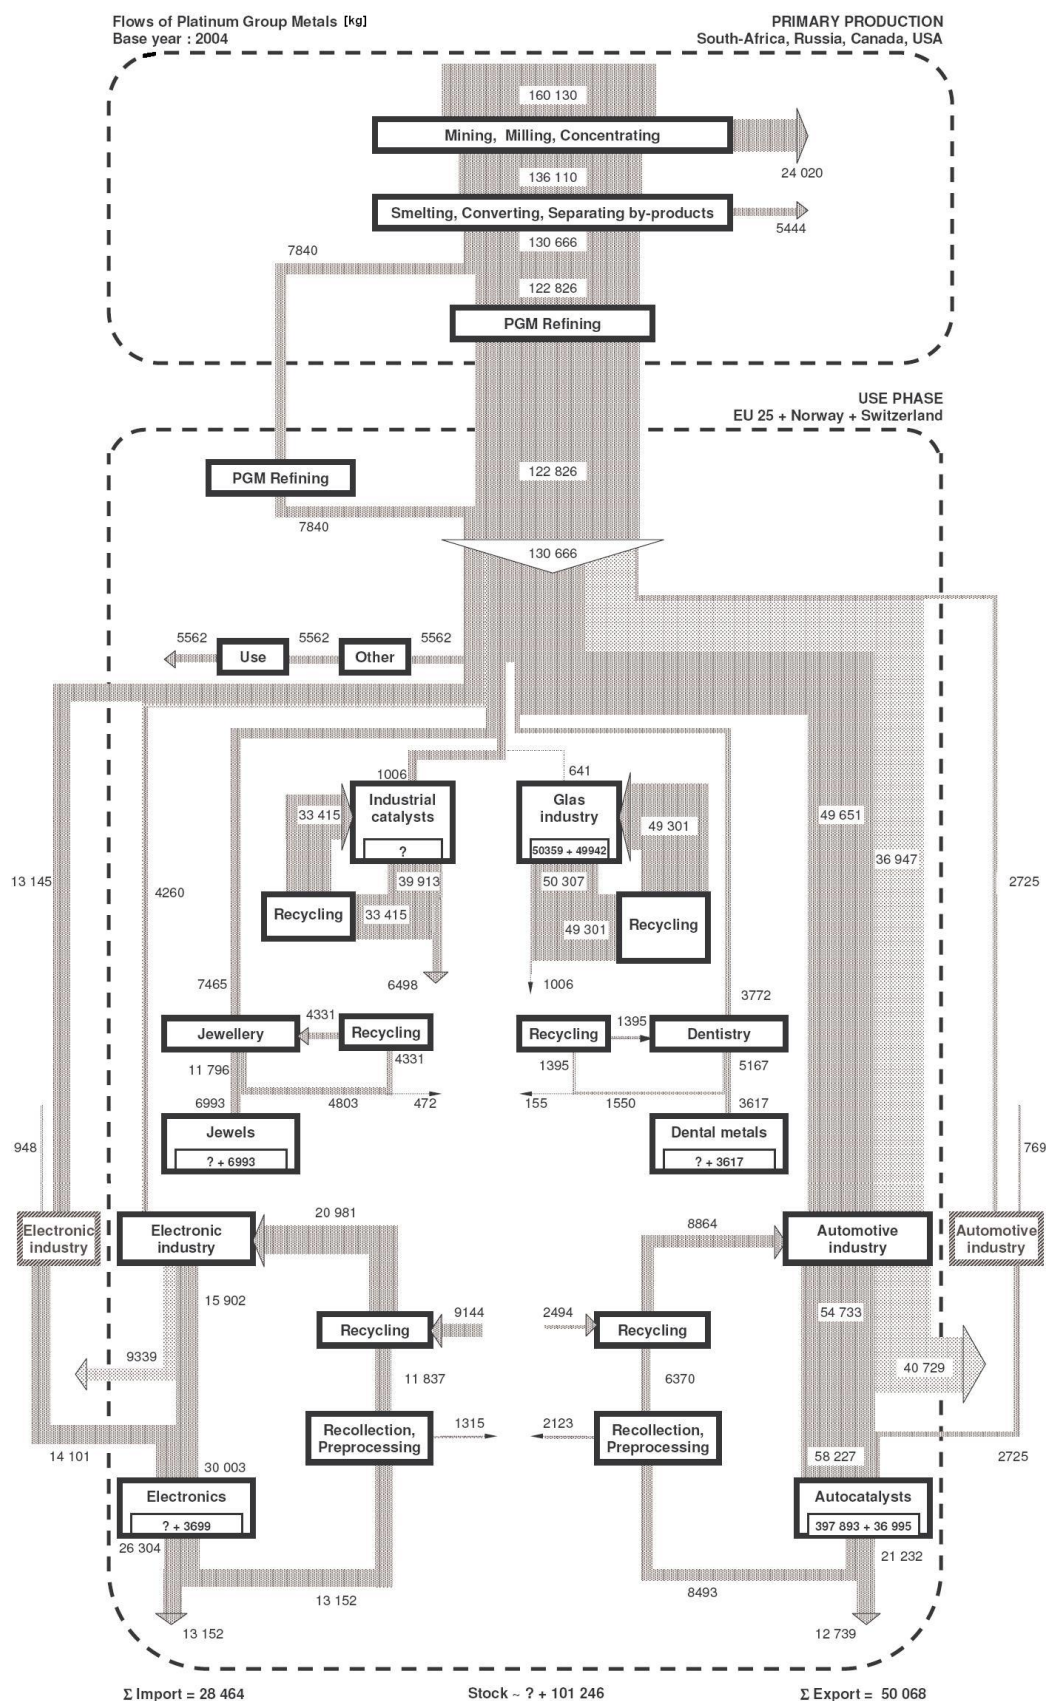 Flows of Platinum Group Metals [kg]
Base year : 2004
PRIMARY PRODUCTION
South-Africa, Russia, Canada, USA
160 130
Mining, Milling, Concentrating
24 020
136 110
Smelting, Converting, Separating by-products
5444
130 666
7840
122 826
PGM Refining
USE PHASE
EU 25 + Norway + Switzerland
122 826
PGM Refining
7840
130 666
5562
5562
5562
Use
Other
1006
641
Industrial
catalysts
?
Glas
industry
50359 + 49942
33 415
49 301
49 651
36 947
13 145
4260
2725
39 913
50 307
Recycling
33 415
49 301
Recycling
7465
6498
1006
3772
4331
1395
Jewellery
Recycling
Recycling
Dentistry
11 796
4331
1395
5167
6993
4803
472
155
1550
3617
Jewels
? + 6993
Dental metals
? + 3617
948
769
Electronic
industry
Electronic
industry
20 981
8864
Automotive
industry
Automotive
industry
15 902
9144
2494
54 733
Recycling
Recycling
9339
11 837
6370
40 729
Recollection,
Preprocessing
1315
2123
Recollection,
Preprocessing
14 101
30 003
58 227
2725
Electronics
? + 3699
Autocatalysts
397 893 + 36 995
26 304
21 232
13 152
8493
13 152
12 739
Σ Import = 28 464
Stock ~ ? + 101 246
Σ Export = 50 068